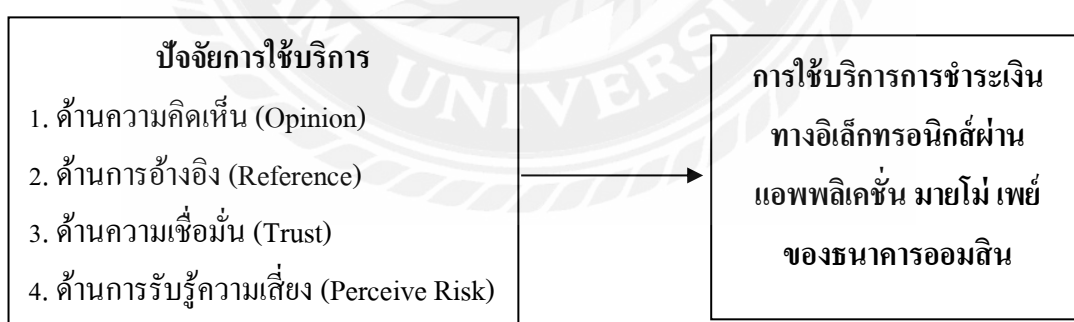 ปัจจัยการใช้บริการ
1. ด้านความคิดเห็น (Opinion)
2. ด้านการอ้างอิง (Reference)
3. ด้านความเชื่อมั่น (Trust)
4. ด้านการรับรู้ความเสี่ยง (Perceive Risk)
การใช้บริการการชำระเงิน
ทางอิเล็กทรอนิกส์ผ่าน
แอพพลิเคชั่น มายโม่ เพย์
ของธนาคารออมสิน
UNIVERS